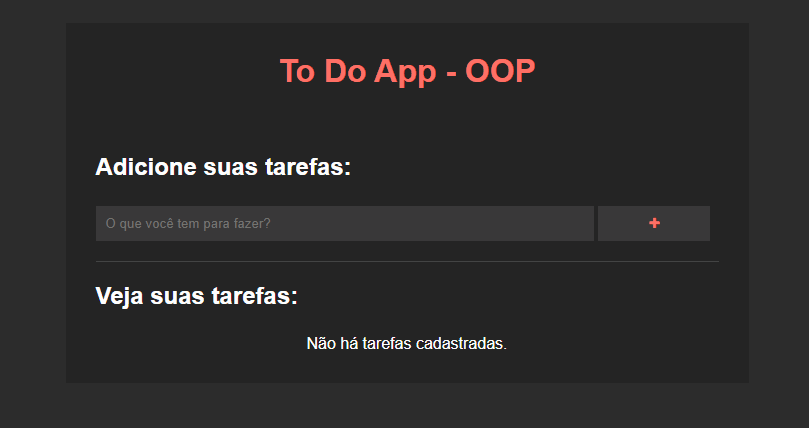 To Do App - OOP
Adicione suas tarefas:
O que você tem para fazer?
Veja suas tarefas:
Não há tarefas cadastradas.